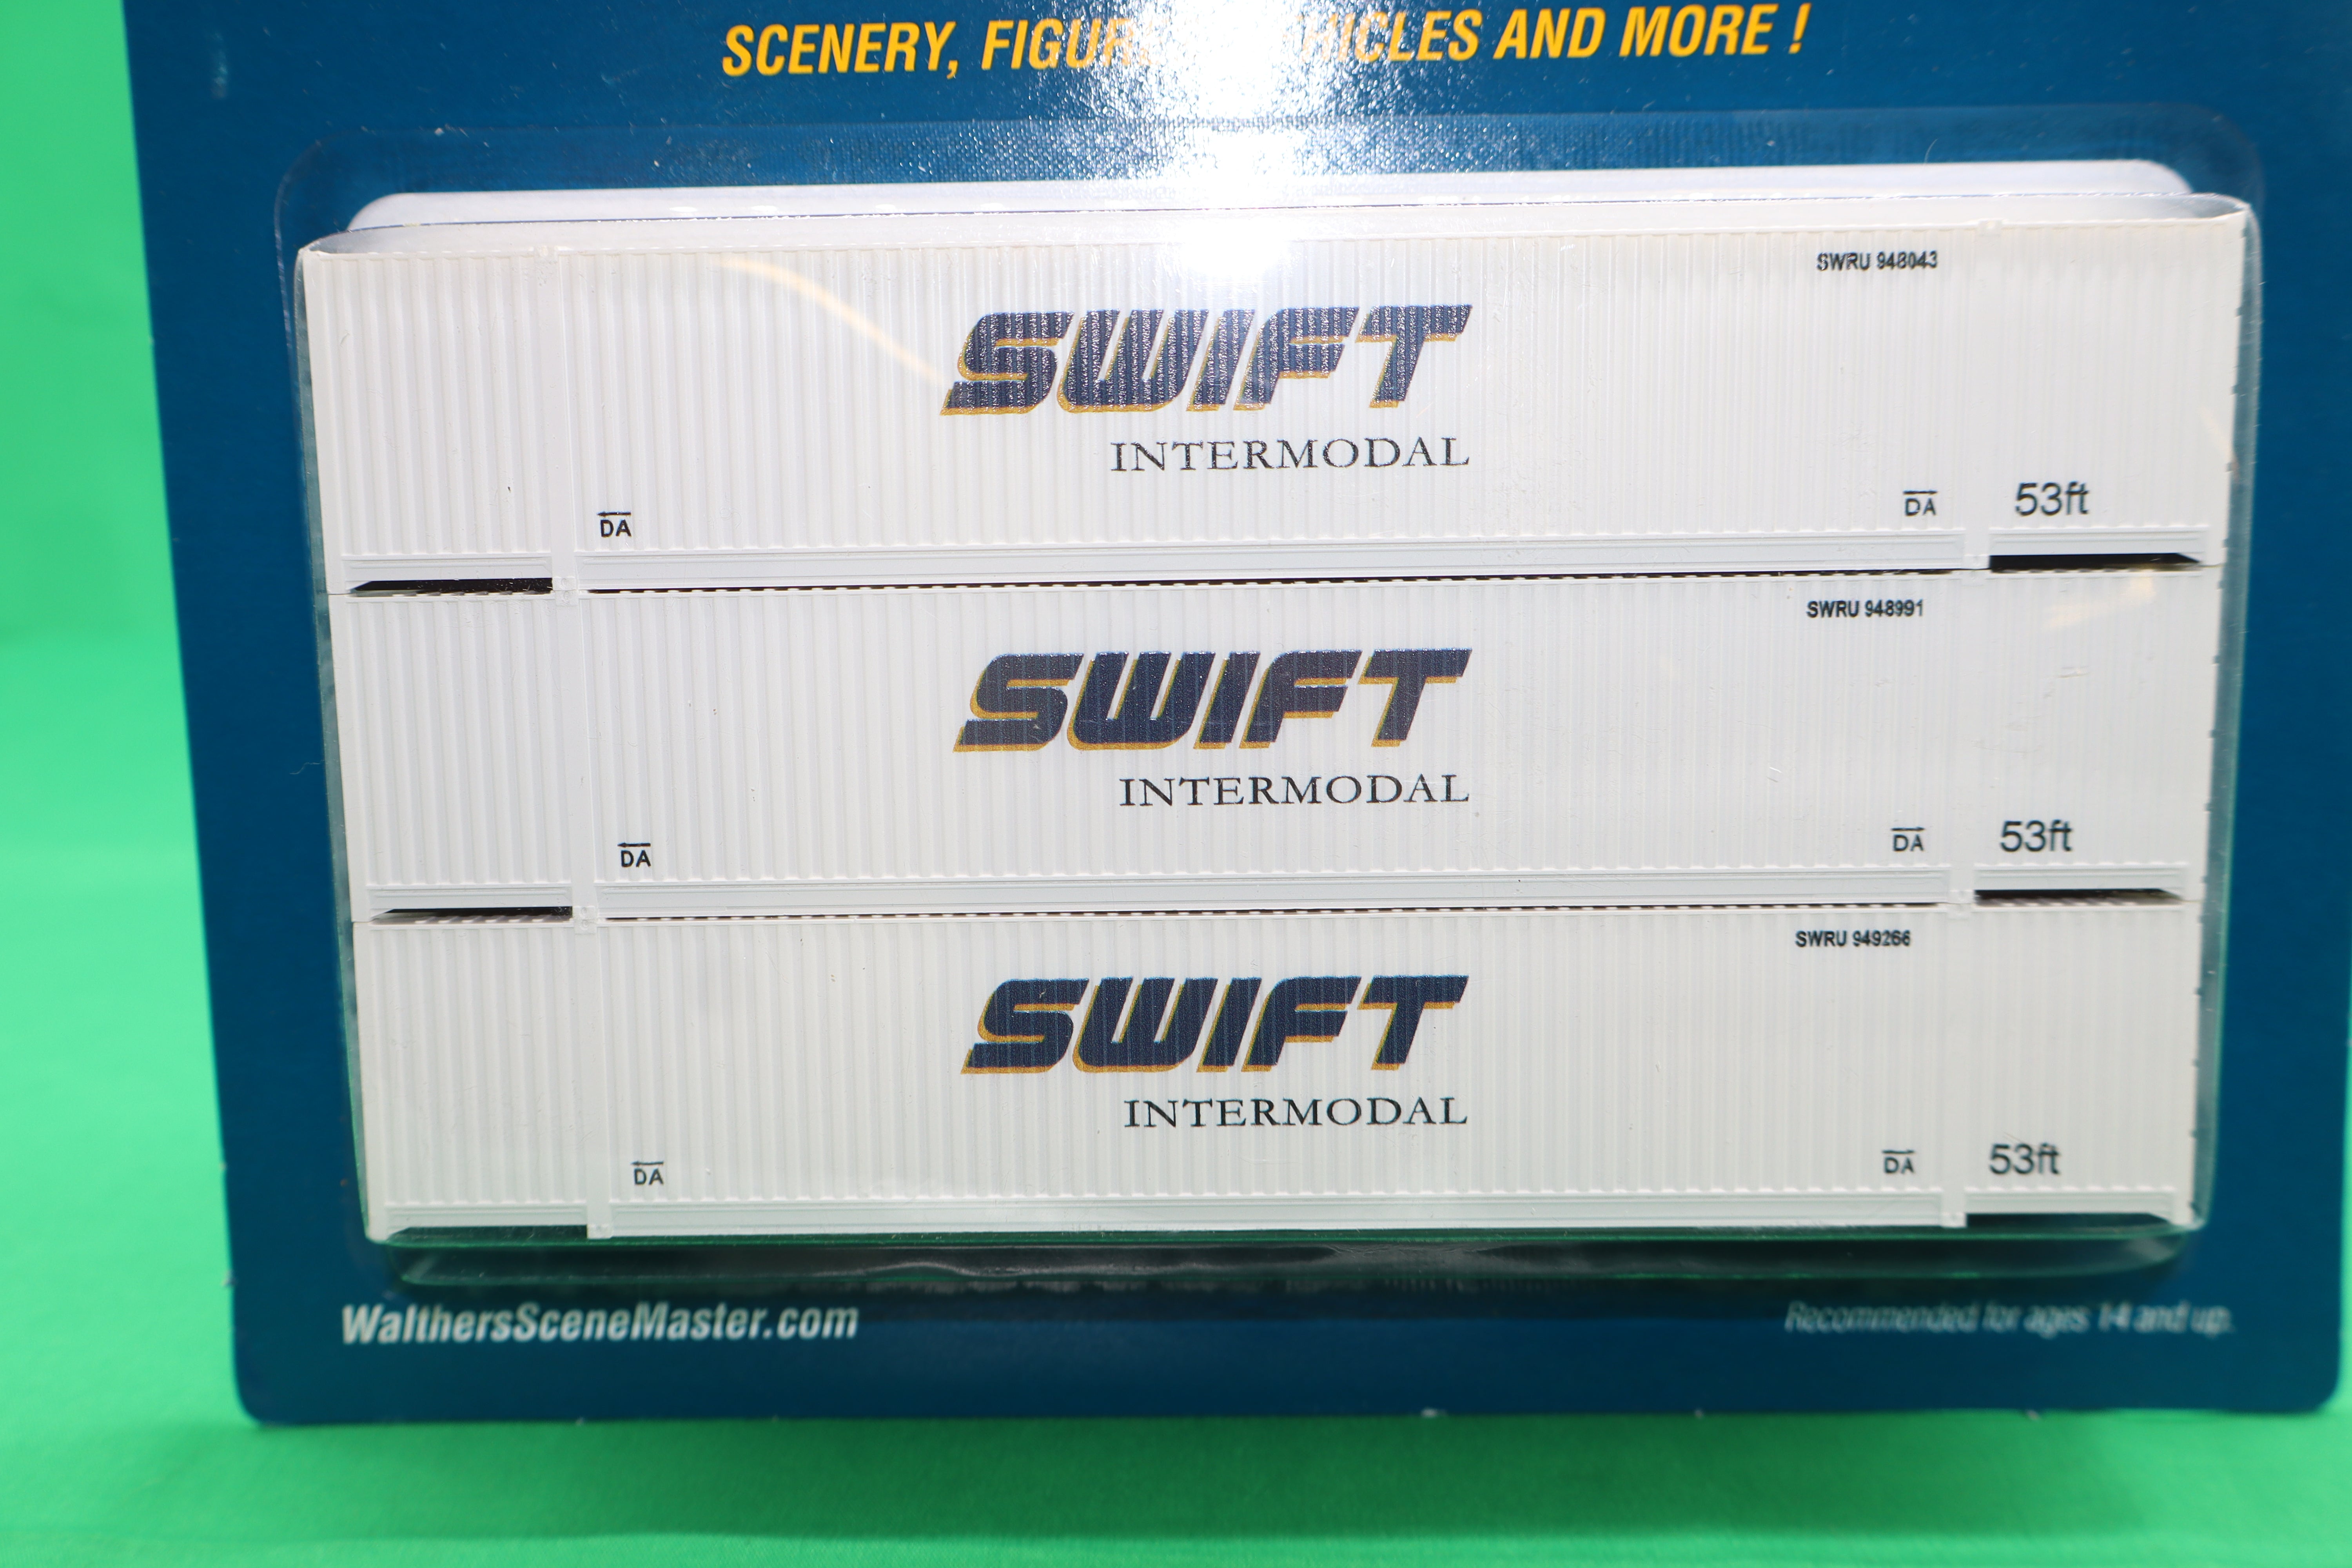 SCENERY, FIGUR HICLES AND MORE !
SWRU 948043
SWIFT
INTERMODAL
DA
DA
53ft
SWRU 948991
SWIFT
INTERMODAL
DA
DA
53ft
SWRU 949266
SWIFT
INTERMODAL
DA
DA
53ft
WalthersSceneMaster.com
Recommended for ages 14 and up.